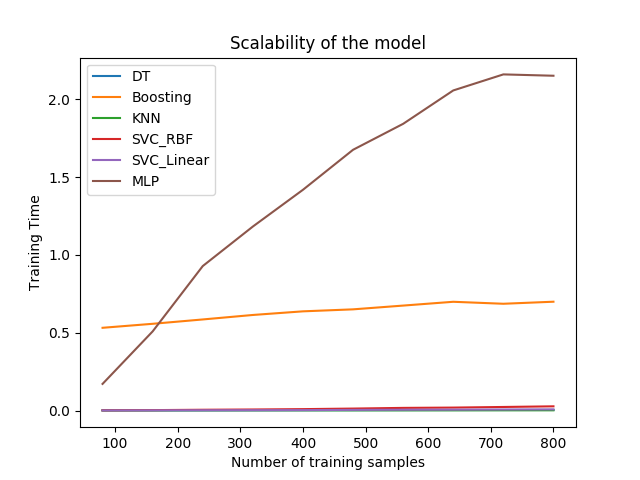 Scalability of the model
DT
Boosting
KNN
SVC_RBF
SVC_Linear
MLP
Training Time
2.0
1.5
1.0
0.5
0.0
100 200 300 400 500 600 700 800
Number of training samples